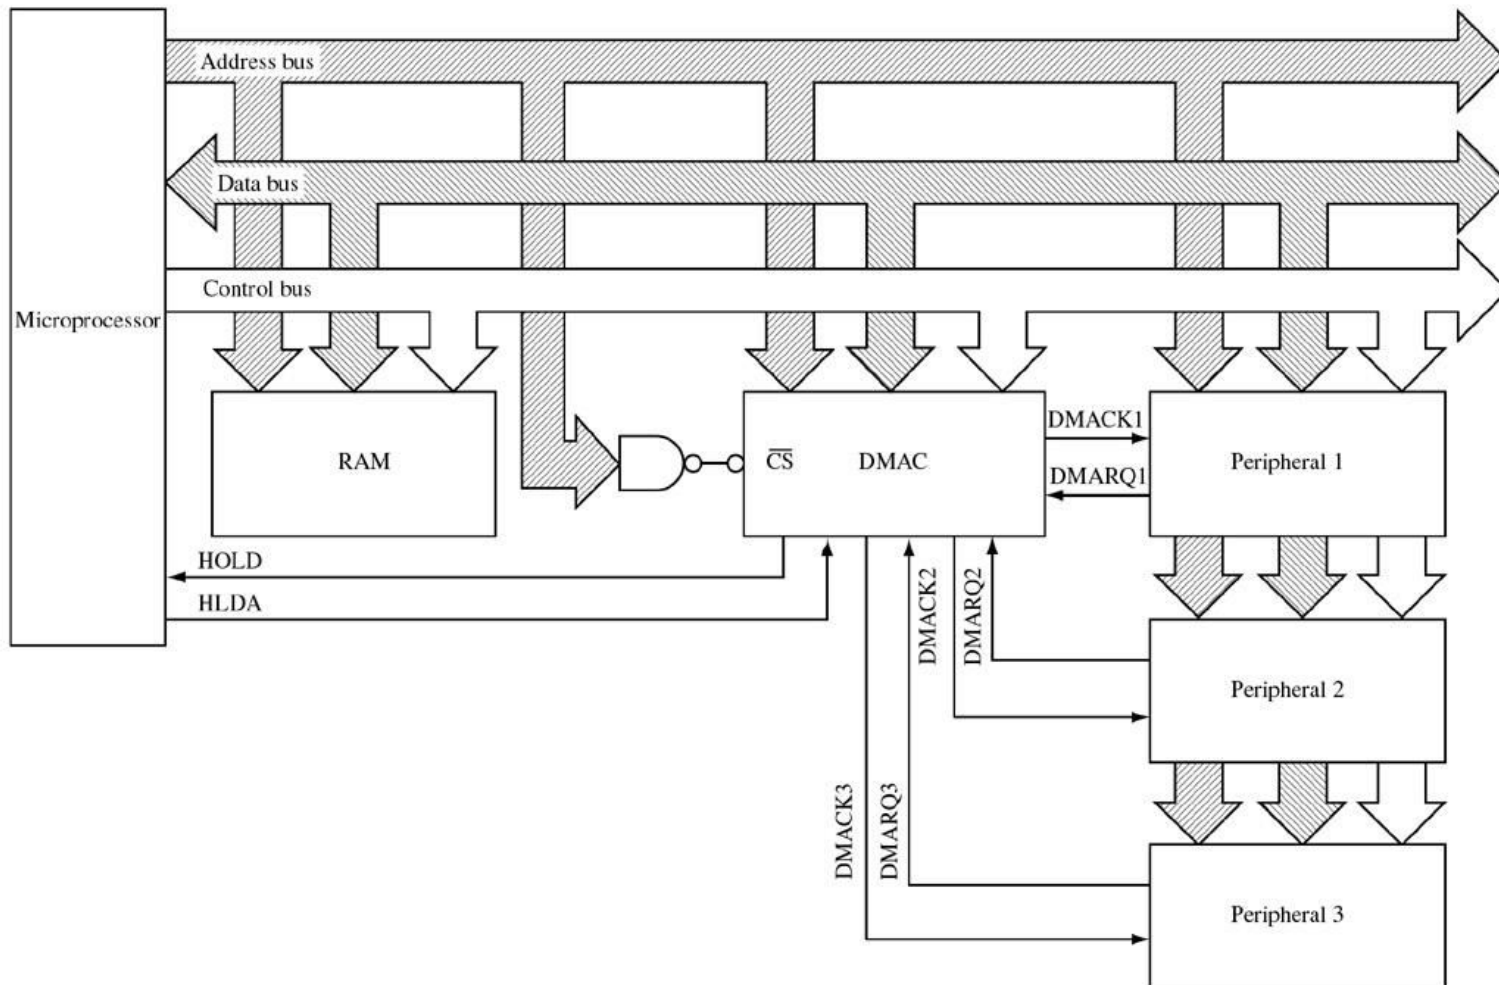 Address bus
Data bus
Control bus
Microprocessor
RAM
C̅S̅
DMAC
DMACK1
DMARQ1
Peripheral 1
HOLD
HLDA
DMACK2
DMARQ2
Peripheral 2
DMACK3
DMARQ3
Peripheral 3